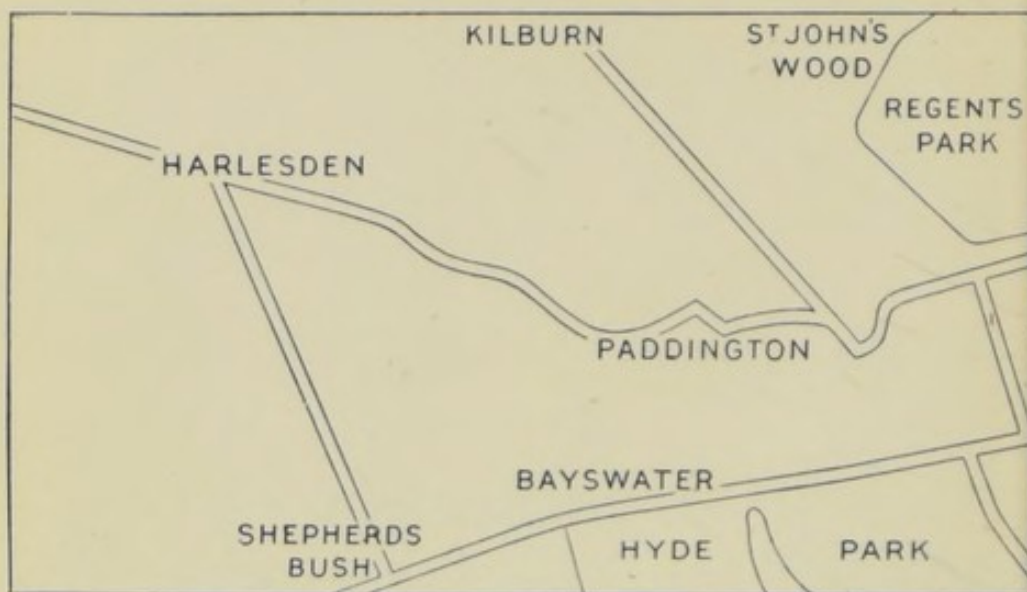 KILBURN
ST JOHN'S
WOOD
REGENTS
PARK
HARLESDEN
PADDINGTON
BAYSWATER
SHEPHERDS
BUSH
HYDE PARK